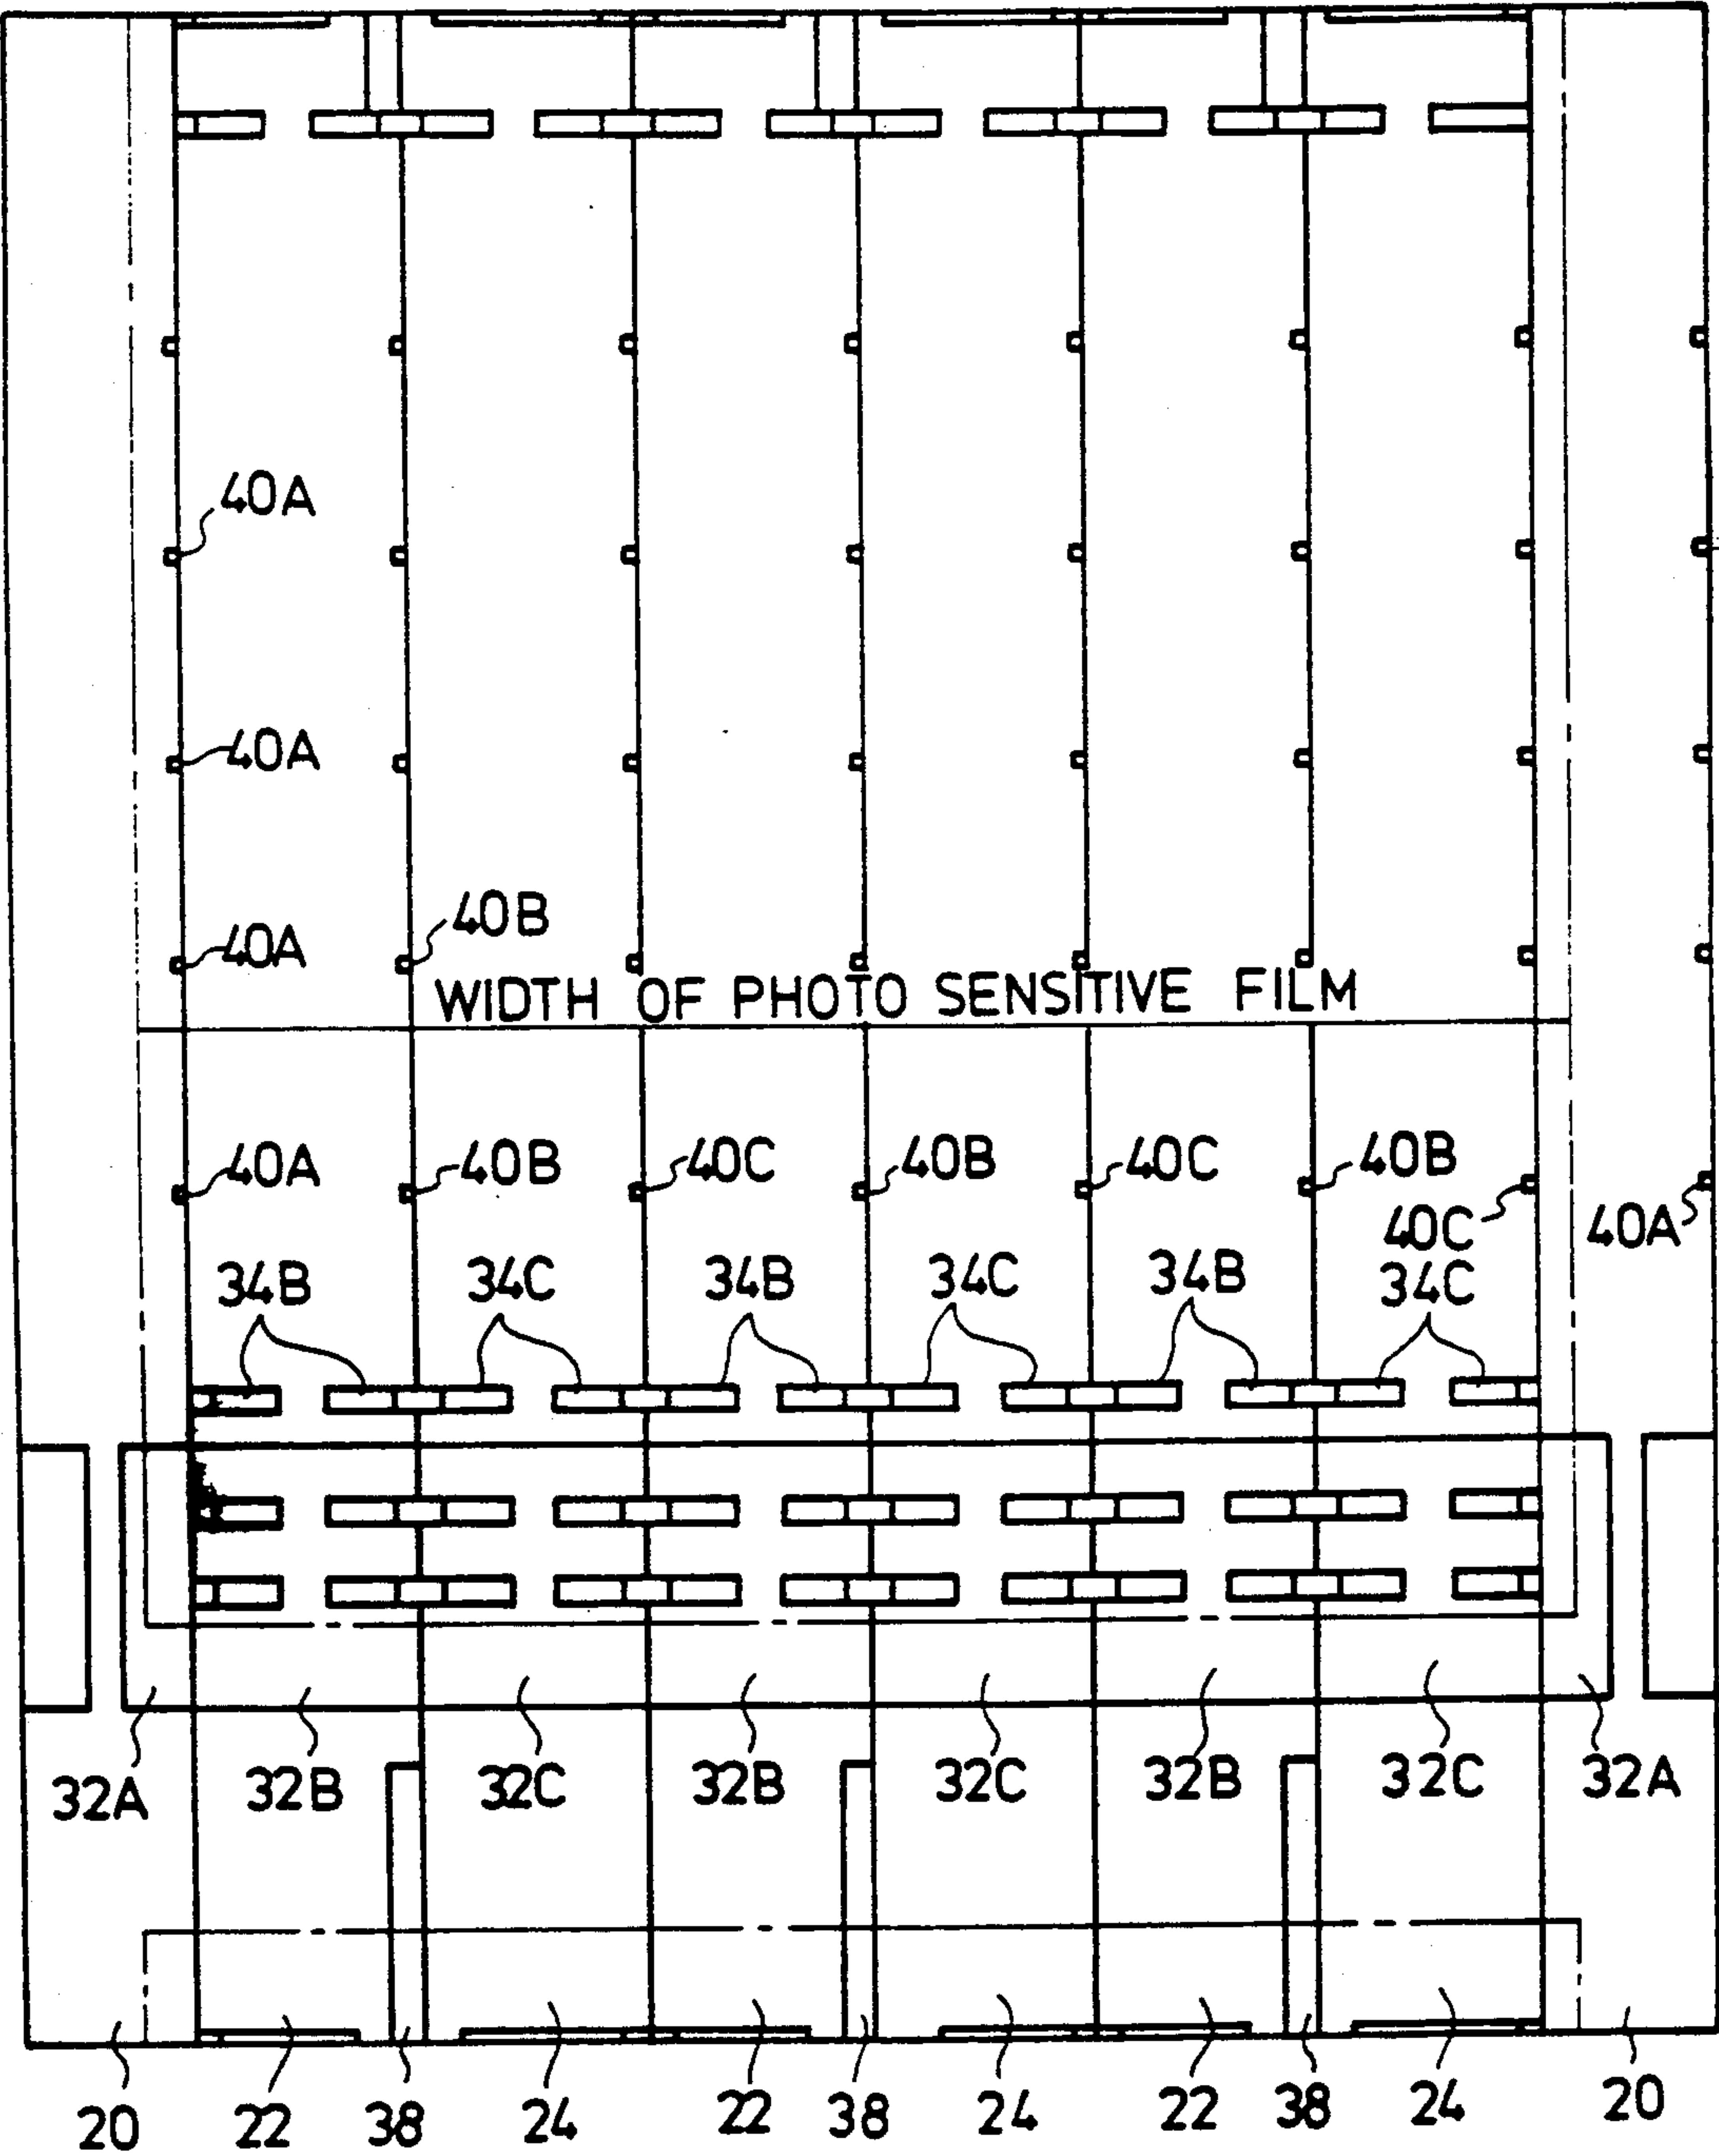 40A
40A
40B
40A
WIDTH OF PHOTO SENSITIVE FILM
40A 40B 40C 40B 40C 40B
40C 40A
34B 34C 34B 34C 34B 34C
32A 32B 32C 32B 32C 32B 32C 32A
20 22 38 24 22 38 24 22 38 24 20